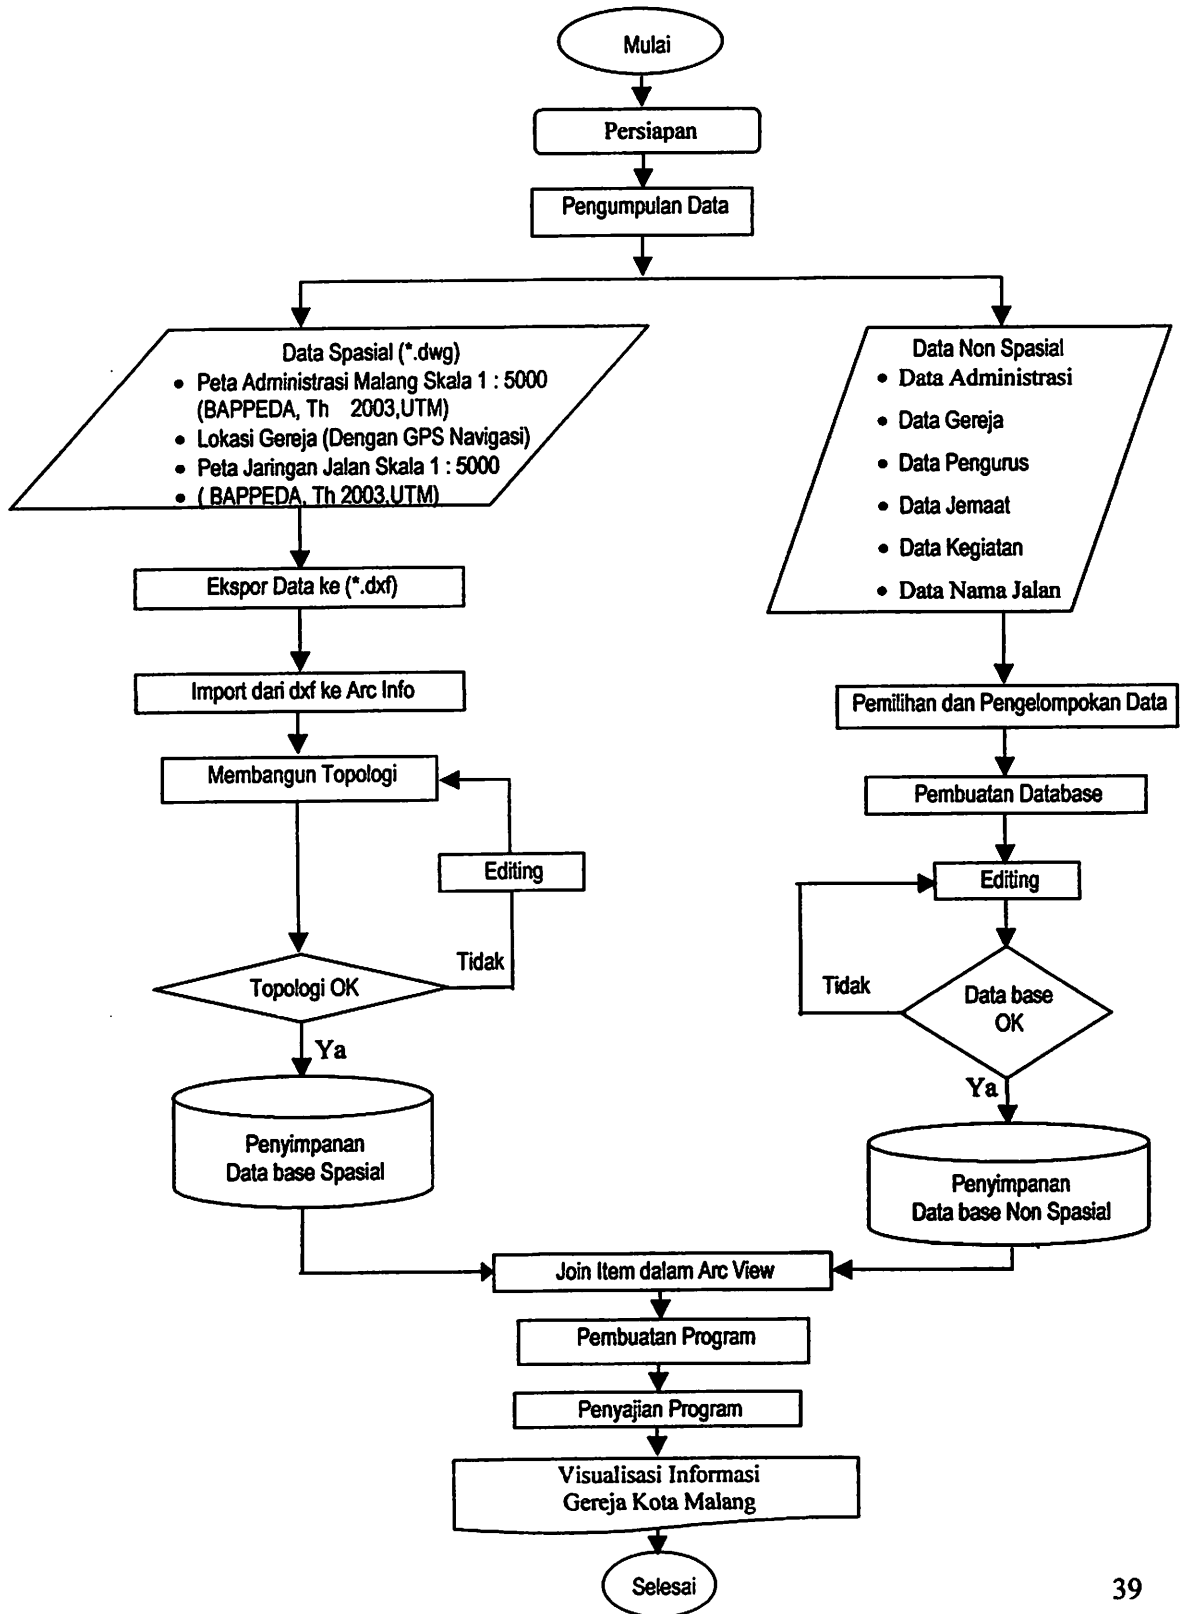 Mulai
Persiapan
Pengumpulan Data
Data Spasial (*.dwg)
• Peta Administrasi Malang Skala 1 : 5000
(BAPPEDA, Th 2003,UTM)
• Lokasi Gereja (Dengan GPS Navigasi)
• Peta Jaringan Jalan Skala 1 : 5000
• ( BAPPEDA, Th 2003,UTM)
Data Non Spasial
• Data Administrasi
• Data Gereja
• Data Pengurus
• Data Jemaat
• Data Kegiatan
• Data Nama Jalan
Ekspor Data ke (*.dxf)
Import dari dxf ke Arc Info
Membangun Topologi
Editing
Tidak
Topologi OK
Ya
Penyimpanan
Data base Spasial
Pemilihan dan Pengelompokan Data
Pembuatan Database
Editing
Tidak
Data base
OK
Ya
Penyimpanan
Data base Non Spasial
Join Item dalam Arc View
Pembuatan Program
Penyajian Program
Visualisasi Informasi
Gereja Kota Malang
Selesai
39